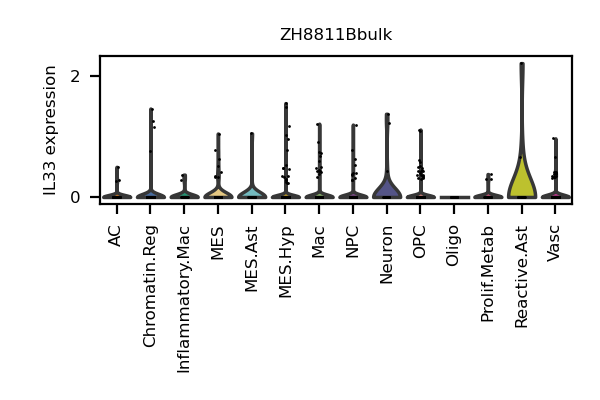 ZH8811Bbulk
IL33 expression
2
0
AC
Chromatin.Reg
Inflammatory.Mac
MES
MES.Ast
MES.Hyp
Mac
NPC
Neuron
OPC
Oligo
Prolif.Metab
Reactive.Ast
Vasc